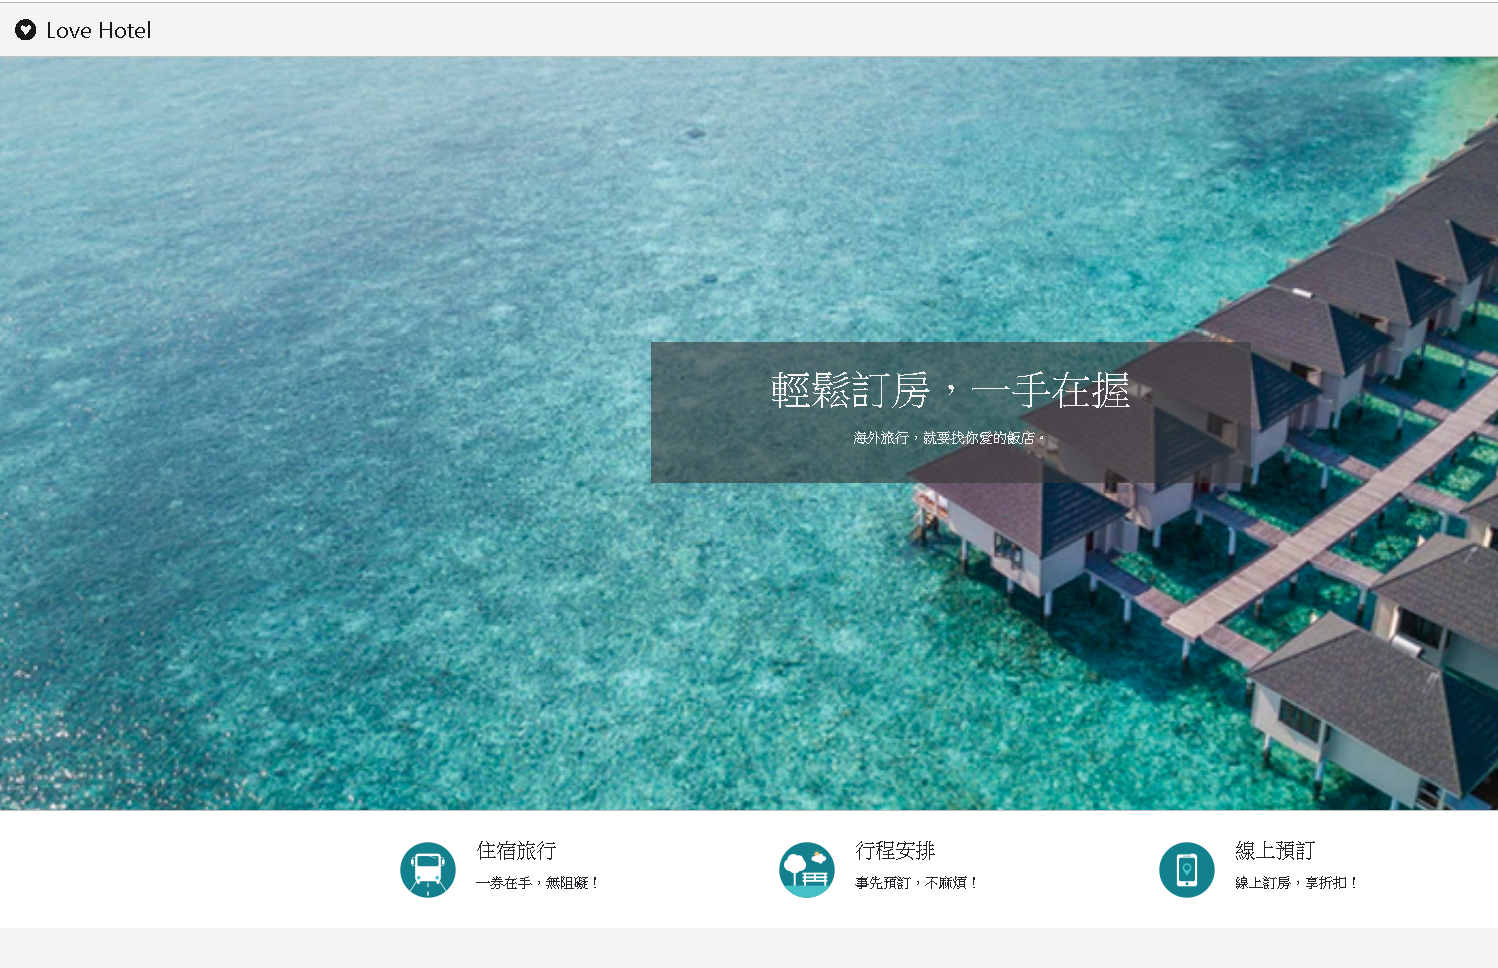 Love Hotel
輕鬆訂房，一手在握
海外旅行，就要找你愛的飯店。
住宿旅行
一券在手，無阻礙！
行程安排
事先預訂，不麻煩！
線上預訂
線上訂房，享折扣！